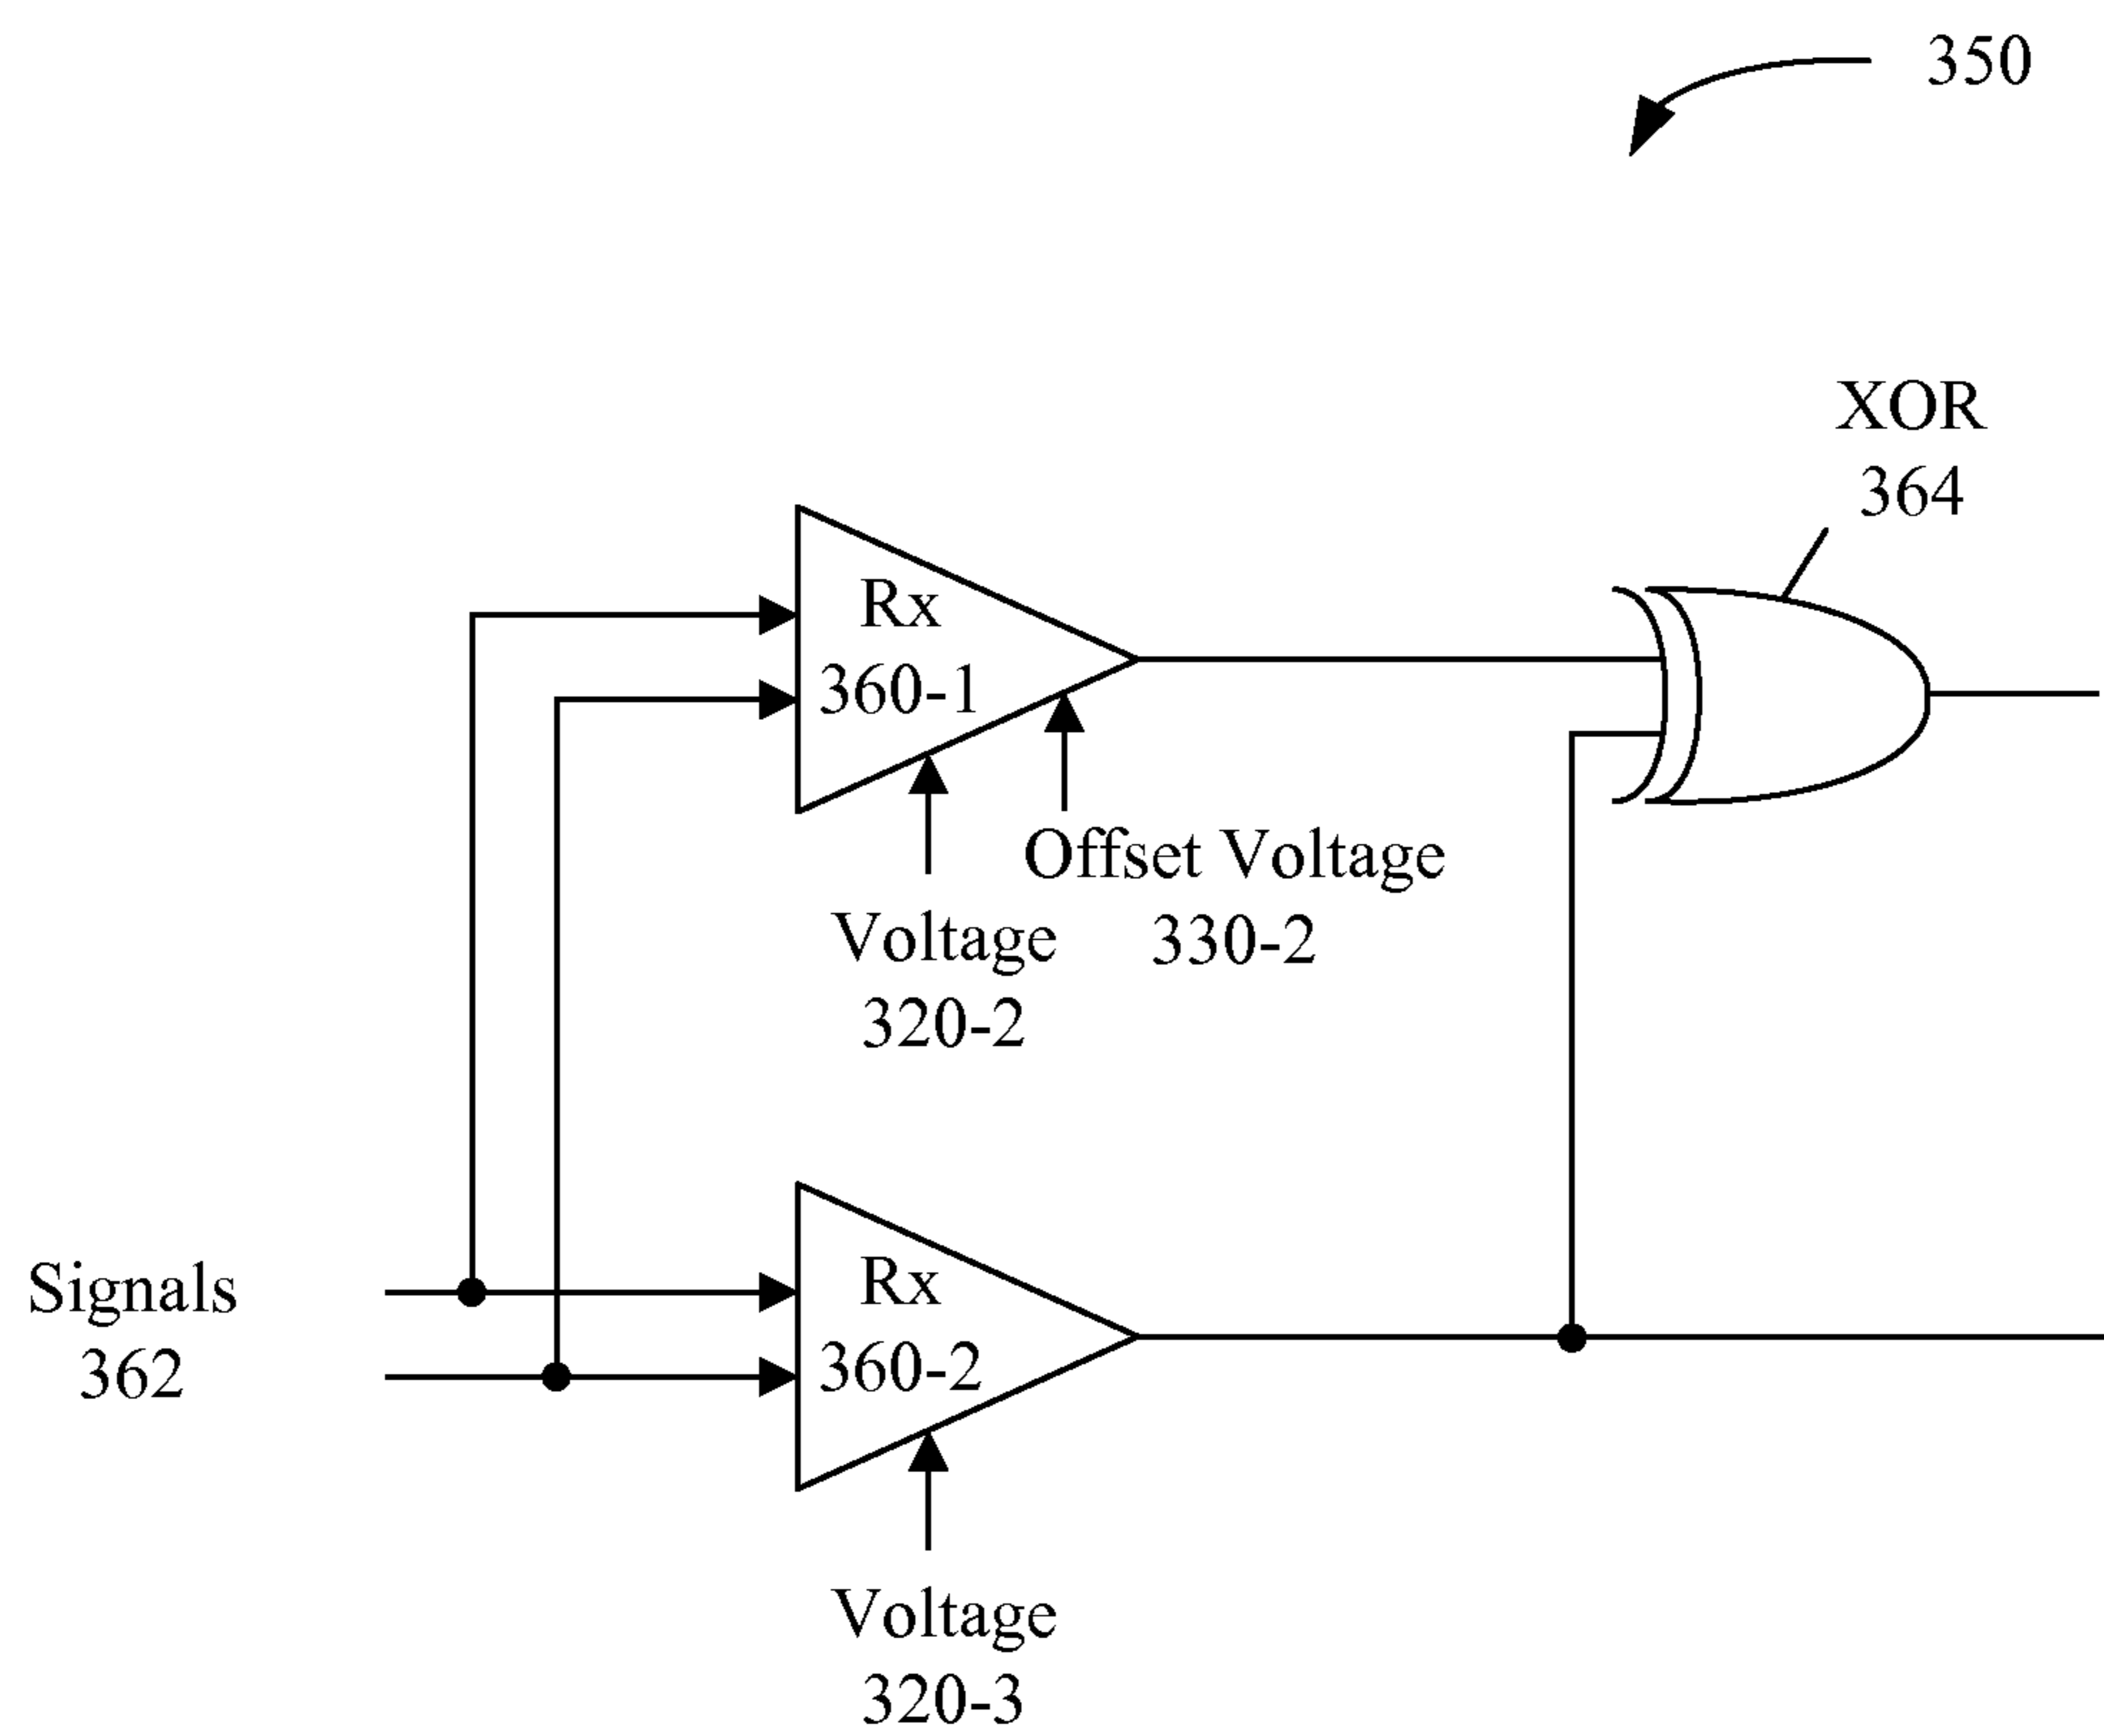 350
XOR
364
Rx
360-1
Offset Voltage
330-2
Voltage
320-2
Signals
362
Rx
360-2
Voltage
320-3